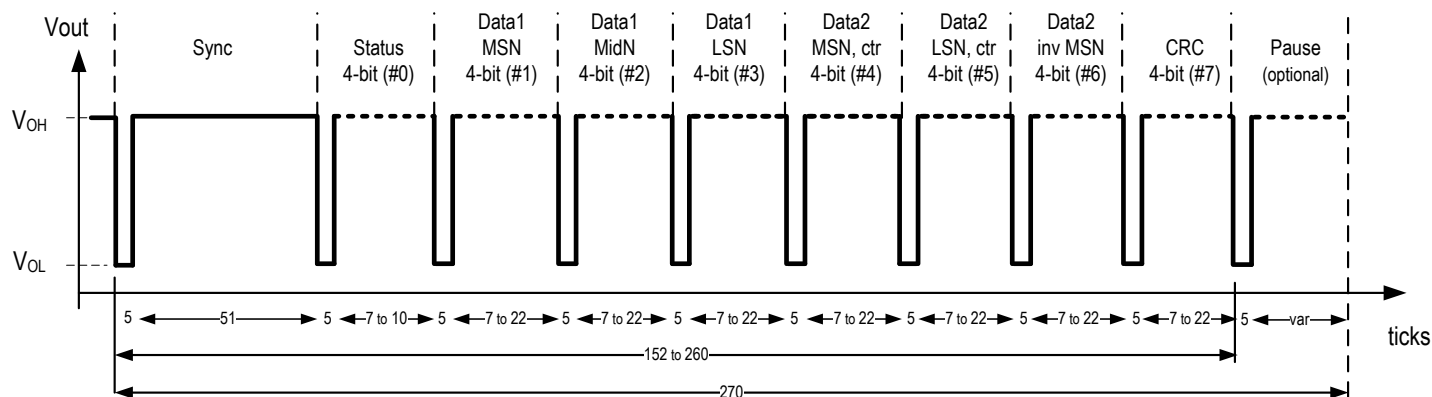 Vout
Sync
Status
4-bit (#0)
Data1
MSN
4-bit (#1)
Data1
MidN
4-bit (#2)
Data1
LSN
4-bit (#3)
Data2
MSN, ctr
4-bit (#4)
Data2
LSN, ctr
4-bit (#5)
Data2
inv MSN
4-bit (#6)
CRC
4-bit (#7)
Pause
(optional)
VOH
VOL
5 51 5 7 to 10 5 7 to 22 5 7 to 22 5 7 to 22 5 7 to 22 5 7 to 22 5 7 to 22 5 7 to 22 5 var
ticks
152 to 260
270